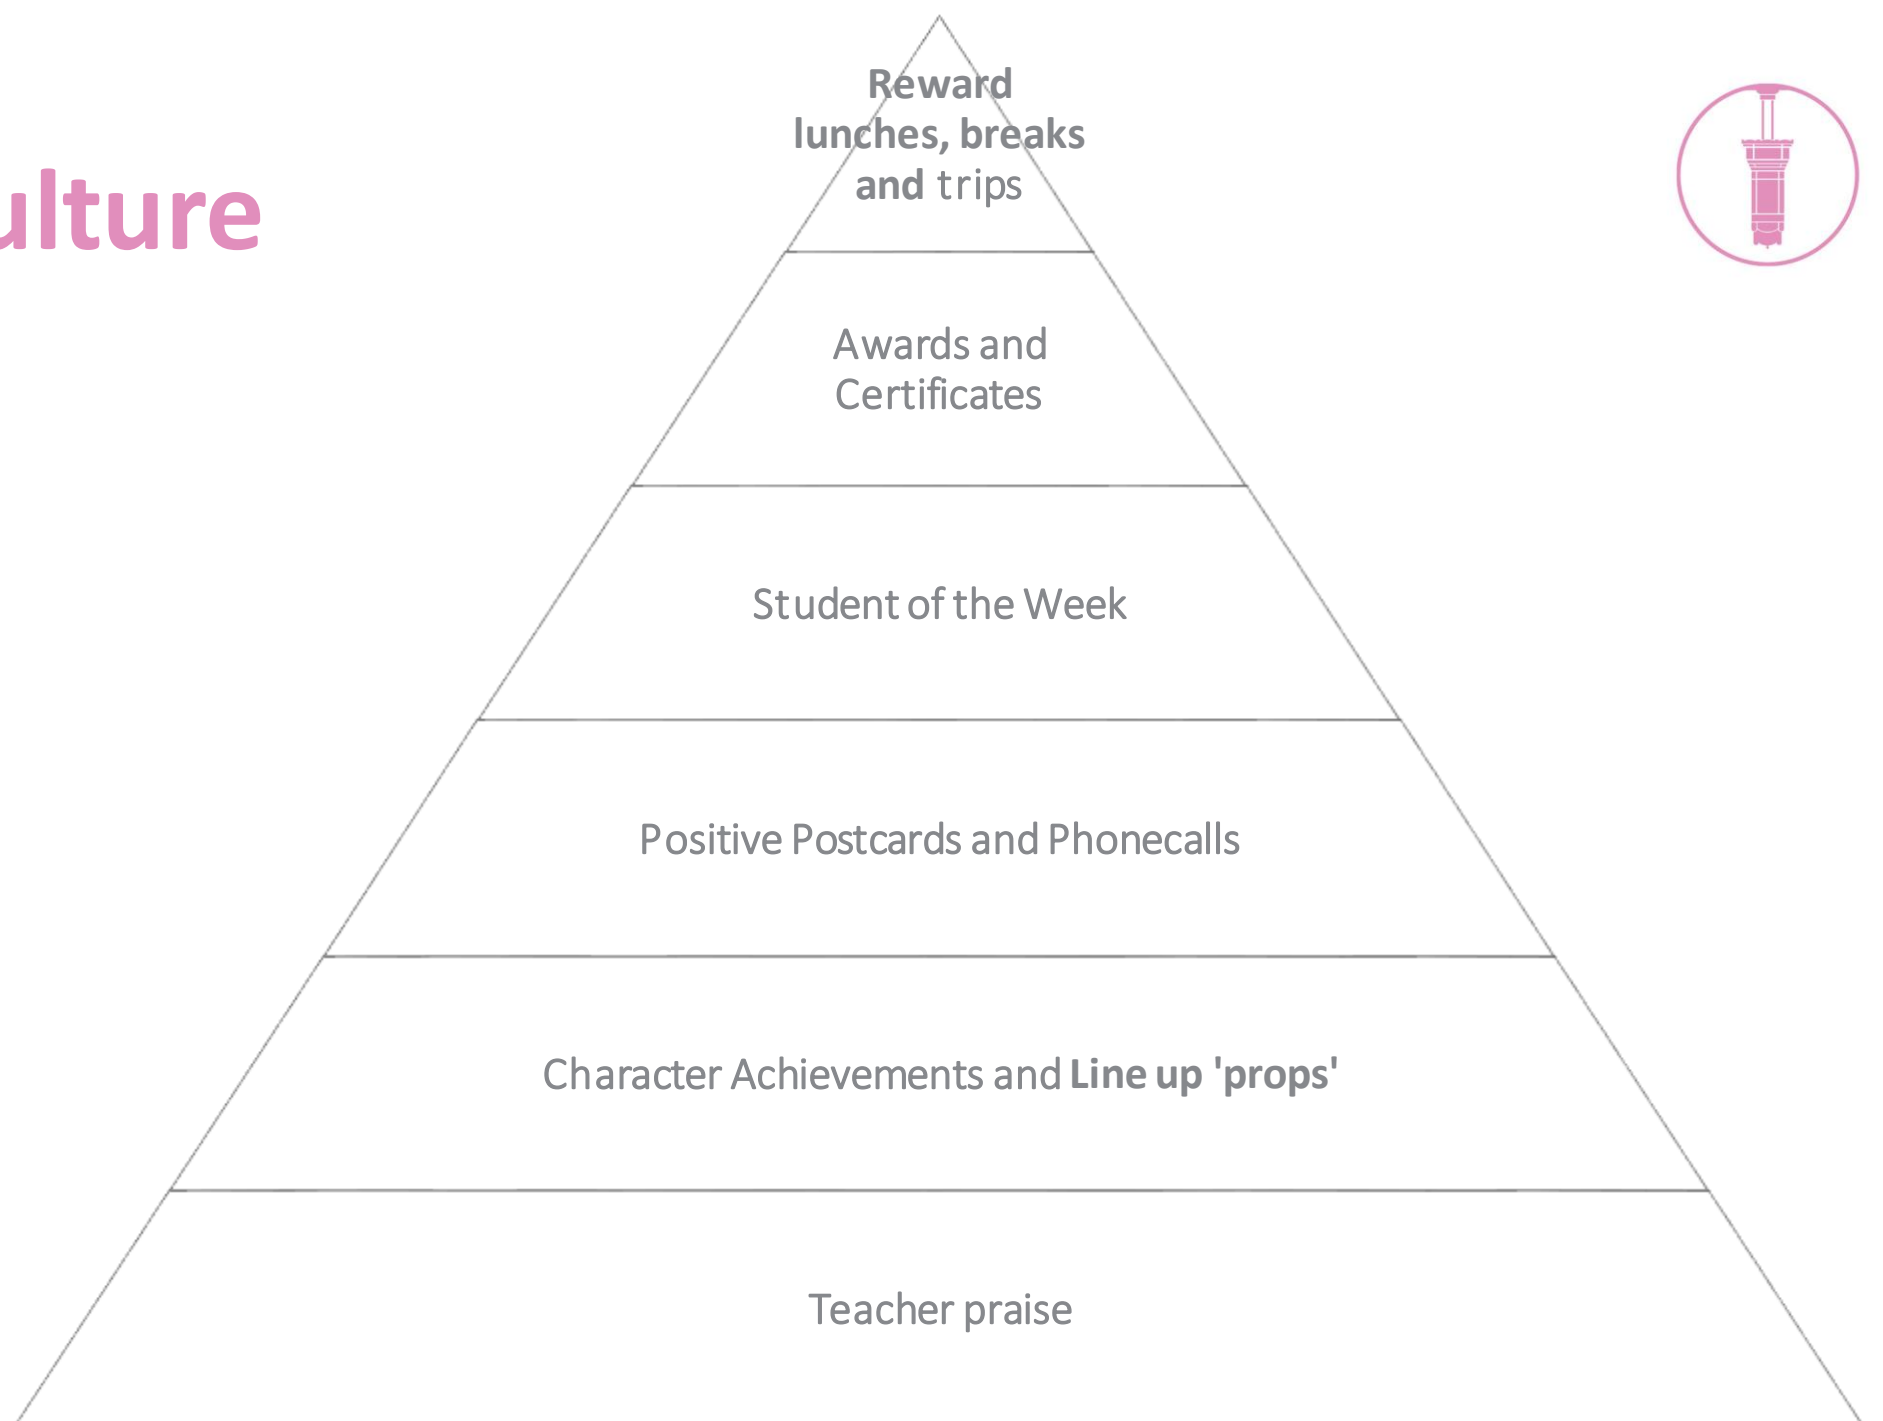 ulture
Reward
lunches, breaks
and trips
Awards and
Certificates
Student of the Week
Positive Postcards and Phonecalls
Character Achievements and Line up 'props'
Teacher praise